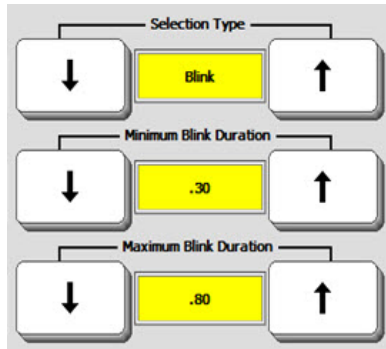 Selection Type
Blink
Minimum Blink Duration
.30
Maximum Blink Duration
.80